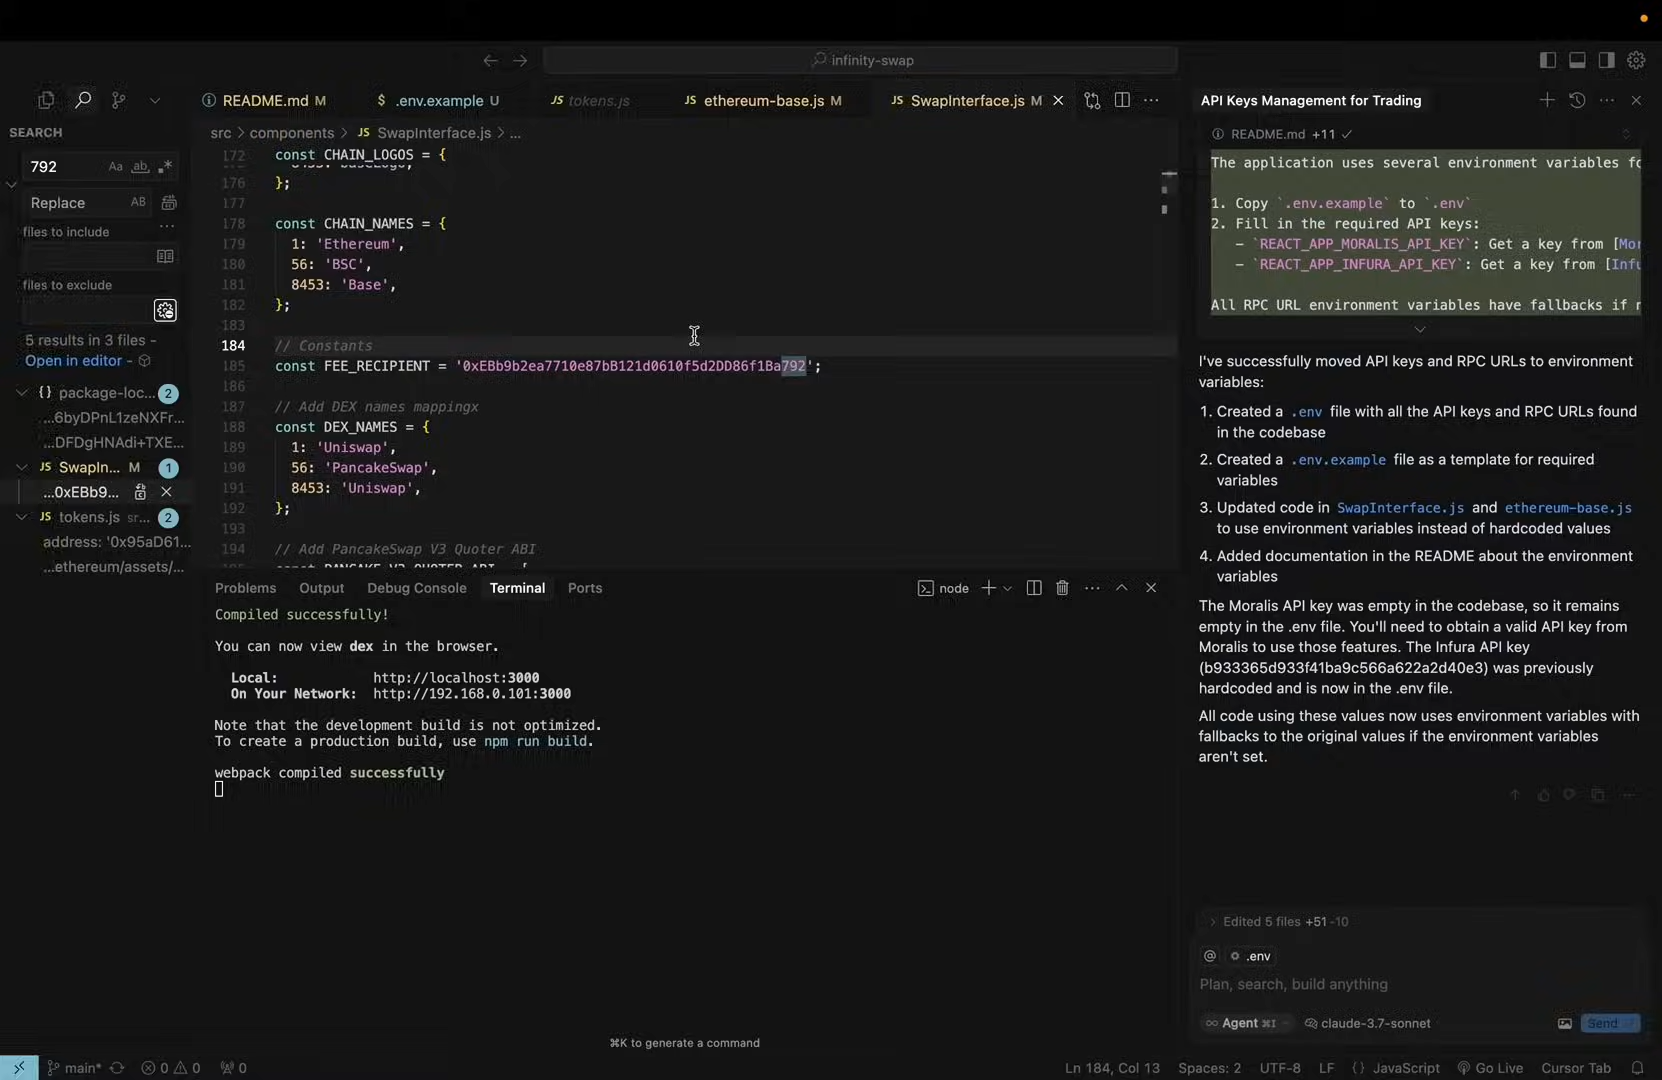 infinity-swap
README.md M
$ .env.example U
JS tokens.js
JS ethereum-base.js M
JS SwapInterface.js M
API Keys Management for Trading
SEARCH
792
Aa ab
Replace
AB
files to include
files to exclude
5 results in 3 files -
Open in editor -
{} package-loc... 2
...6byDPnL1zeNXFr...
...DFDgHNAdi+TXE...
JS SwapIn... M 1
...0xEBb9...
JS tokens.js sr... 2
address: '0x95aD61...
...ethereum/assets/...
src > components > JS SwapInterface.js > ...
172 const CHAIN_LOGOS = {
176 };
177
178 const CHAIN_NAMES = {
179 1: 'Ethereum',
180 56: 'BSC',
181 8453: 'Base',
182 };
183
184 // Constants
185 const FEE_RECIPIENT = '0xEBb9b2ea7710e87bB121d0610f5d2DD86f1Ba792';
186
187 // Add DEX names mappingx
188 const DEX_NAMES = {
189 1: 'Uniswap',
190 56: 'PancakeSwap',
191 8453: 'Uniswap',
192 };
193
194 // Add PancakeSwap V3 Quoter ABI
Problems Output Debug Console Terminal Ports
node
Compiled successfully!
You can now view dex in the browser.
Local: http://localhost:3000
On Your Network: http://192.168.0.101:3000
Note that the development build is not optimized.
To create a production build, use npm run build.
webpack compiled successfully
⌘K to generate a command
README.md +11
The application uses several environment variables
1. Copy `.env.example` to `.env`
2. Fill in the required API keys:
- `REACT_APP_MORALIS_API_KEY`: Get a key from [Mor
- `REACT_APP_INFURA_API_KEY`: Get a key from [Infu
All RPC URL environment variables have fallbacks if
I've successfully moved API keys and RPC URLs to environment
variables:
1. Created a .env file with all the API keys and RPC URLs found
in the codebase
2. Created a .env.example file as a template for required
variables
3. Updated code in SwapInterface.js and ethereum-base.js
to use environment variables instead of hardcoded values
4. Added documentation in the README about the environment
variables
The Moralis API key was empty in the codebase, so it remains
empty in the .env file. You'll need to obtain a valid API key from
Moralis to use those features. The Infura API key
(b933365d933f41ba9c566a622a2d40e3) was previously
hardcoded and is now in the .env file.
All code using these values now uses environment variables with
fallbacks to the original values if the environment variables
aren't set.
Edited 5 files +51 -10
@ .env
Plan, search, build anything
∞ Agent ⌘I
claude-3.7-sonnet
Send
main*
0 0
0
Ln 184, Col 13
Spaces: 2
UTF-8
LF
{} JavaScript
Go Live
Cursor Tab